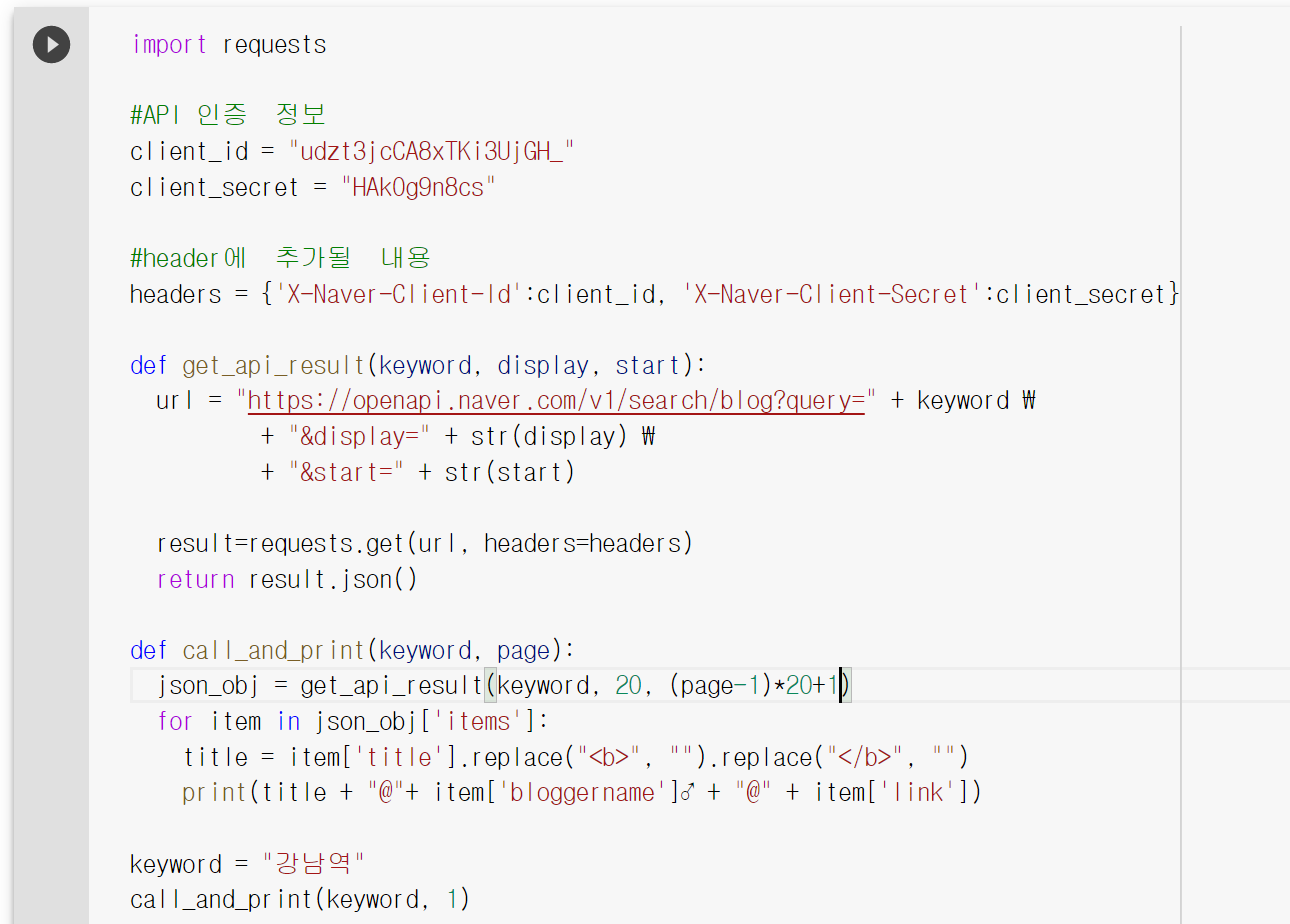 import requests
#API 인증 정보
client_id = "udzt3jcCA8xTKi3UjGH_"
client_secret = "HAkOg9n8cs"
#header에 추가될 내용
headers = {'X-Naver-Client-Id':client_id, 'X-Naver-Client-Secret':client_secret}
def get_api_result(keyword, display, start):
  url = "https://openapi.naver.com/v1/search/blog?query=" + keyword ₩
          + "&display=" + str(display) ₩
          + "&start=" + str(start)
  result=requests.get(url, headers=headers)
  return result.json()
def call_and_print(keyword, page):
  json_obj = get_api_result(keyword, 20, (page-1)*20+1)
  for item in json_obj['items']:
    title = item['title'].replace("<b>", "").replace("</b>", "")
    print(title + "@"+ item['bloggername']♂ + "@" + item['link'])
keyword = "강남역"
call_and_print(keyword, 1)